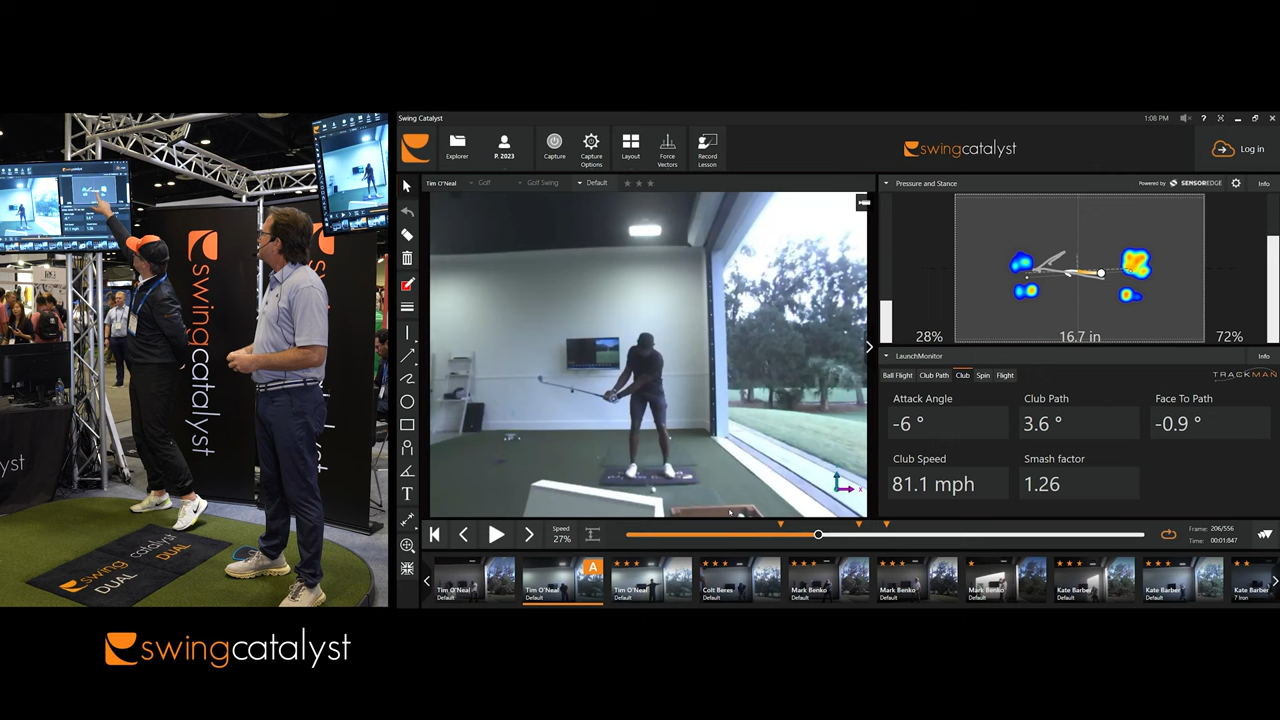 swingcatalyst
swing catalyst
DUAL
swing catalyst
DUAL
swingcatalyst
Swing Catalyst
1:08 PM
Explorer
P. 2023
Capture
Capture
Options
Layout
Force
Vectors
Record
Lesson
swingcatalyst
Log in
Tim O'Neal
Golf
Golf Swing
Default
Pressure and Stance
Powered by SENSOREDGE
Info
28%
16.7 in
72%
LaunchMonitor
Info
Ball Flight
Club Path
Club
Spin
Flight
TRACKMAN
Attack Angle
Club Path
Face To Path
-6 °
3.6 °
-0.9 °
Club Speed
Smash factor
81.1 mph
1.26
T
Speed
27%
Frame: 206/556
Time: 00:01:847
A
Tim O'Neal
Default
Tim O'Neal
Default
Tim O'Neal
Default
Colt Beres
Default
Mark Benko
Default
Mark Benko
Default
Mark Benko
Default
Kate Barber
Default
Kate Barber
Default
Kate Barber
7 Iron